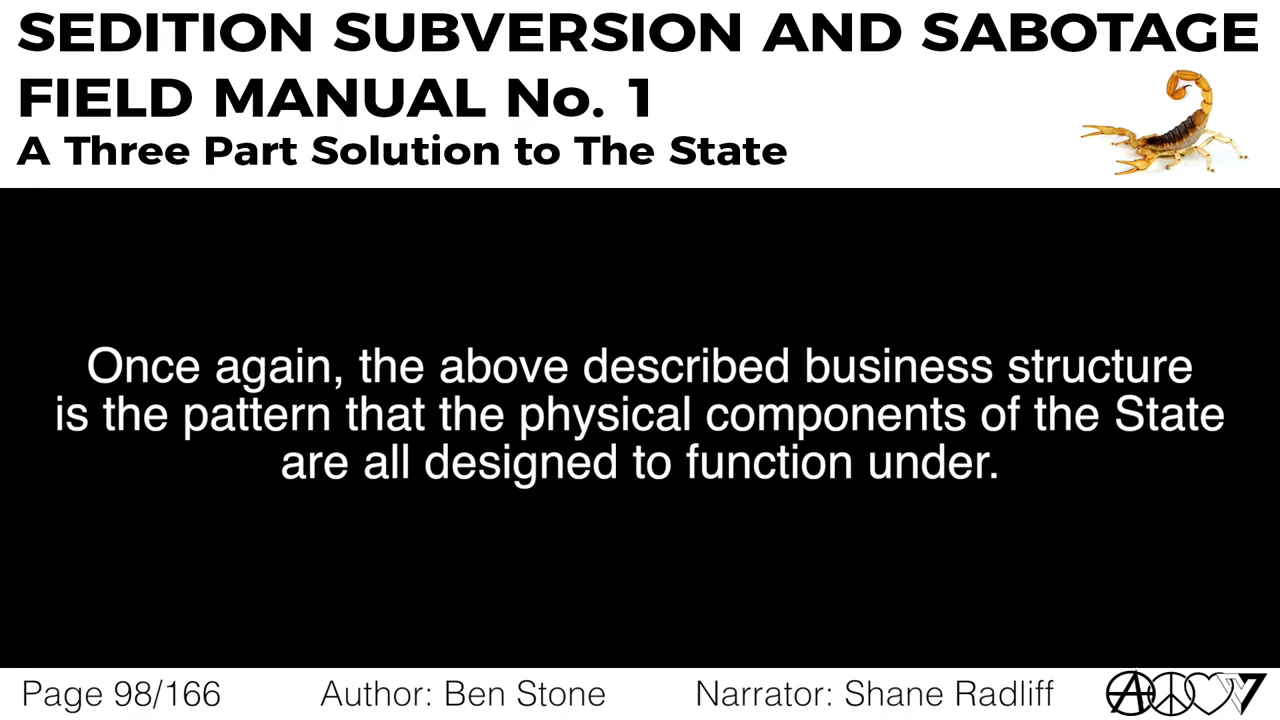 SEDITION SUBVERSION AND SABOTAGE
FIELD MANUAL No. 1
A Three Part Solution to The State
Once again, the above described business structure
is the pattern that the physical components of the State
are all designed to function under.
Page 98/166 Author: Ben Stone Narrator: Shane Radliff